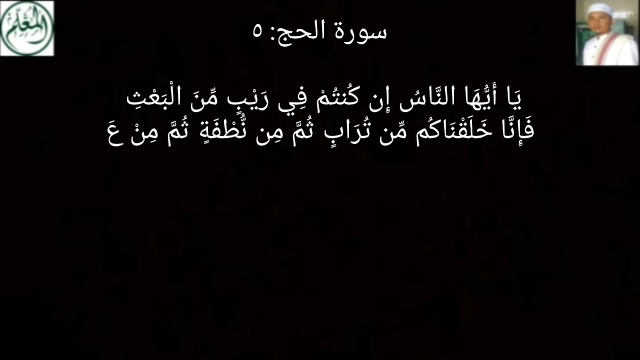 سورة الحج: ٥
يَا أَيُّهَا النَّاسُ إِن كُنتُمْ فِي رَيْبٍ مِّنَ الْبَعْثِ
فَإِنَّا خَلَقْنَاكُم مِّن تُرَابٍ ثُمَّ مِن نُّطْفَةٍ ثُمَّ مِنْ عَ